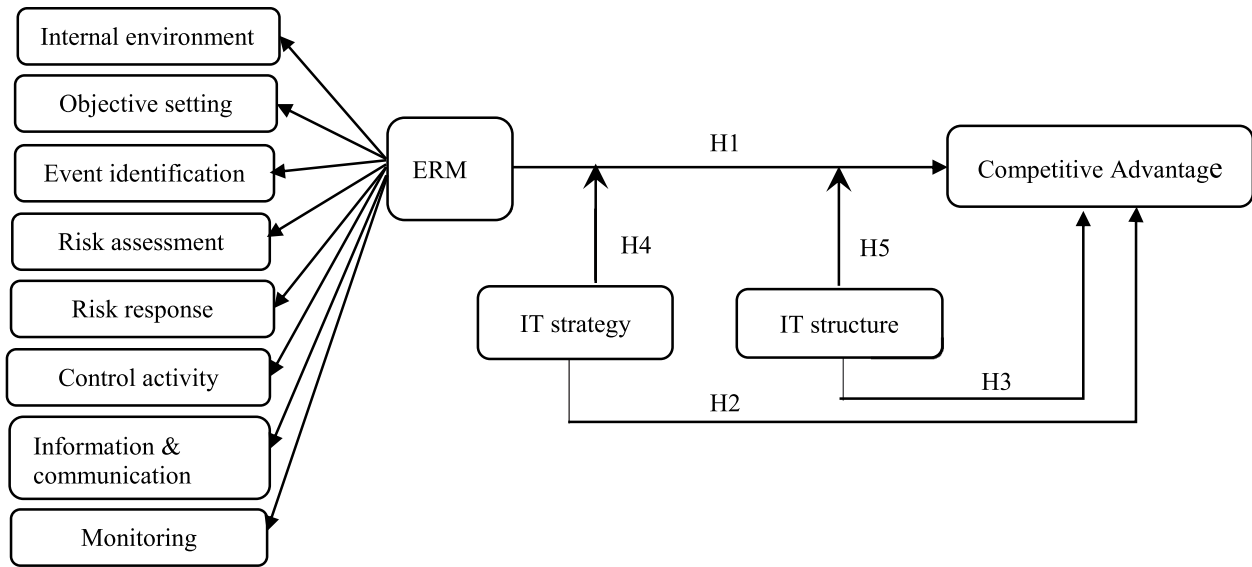 Internal environment
Objective setting
Event identification
Risk assessment
Risk response
Control activity
Information &
communication
Monitoring
ERM
H1
Competitive Advantage
H4
H5
IT strategy
IT structure
H3
H2